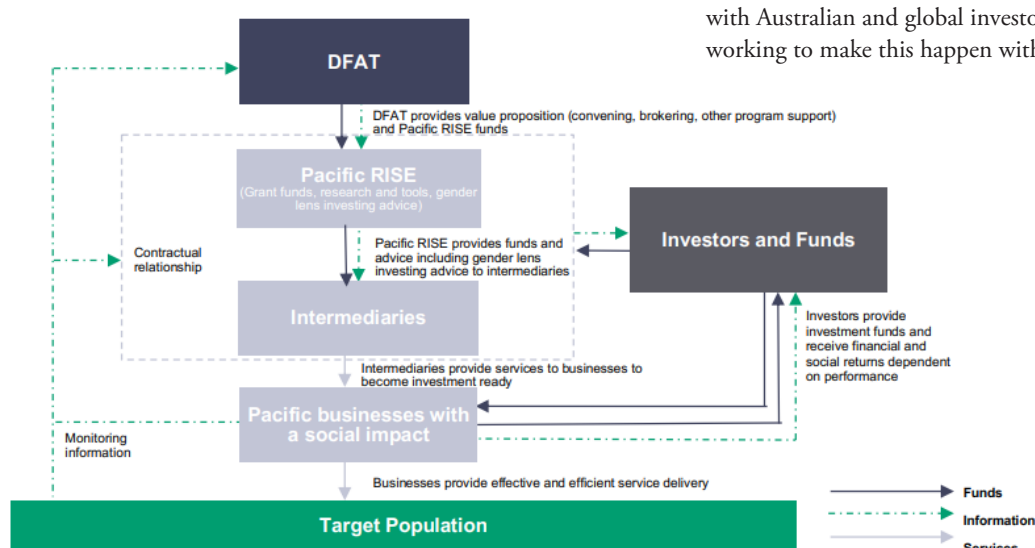 with Australian and global investo
working to make this happen with
DFAT
DFAT provides value proposition (convening, brokering, other program support)
and Pacific RISE funds
Pacific RISE
(Grant funds, research and tools, gender
lens investing advice)
Contractual
relationship
Pacific RISE provides funds and
advice including gender lens
investing advice to intermediaries
Investors and Funds
Intermediaries
Investors provide
investment funds and
receive financial and
social returns dependent
on performance
Intermediaries provide services to businesses to
become investment ready
Pacific businesses with
a social impact
Monitoring
information
Businesses provide effective and efficient service delivery
Target Population
Funds
Information
Services